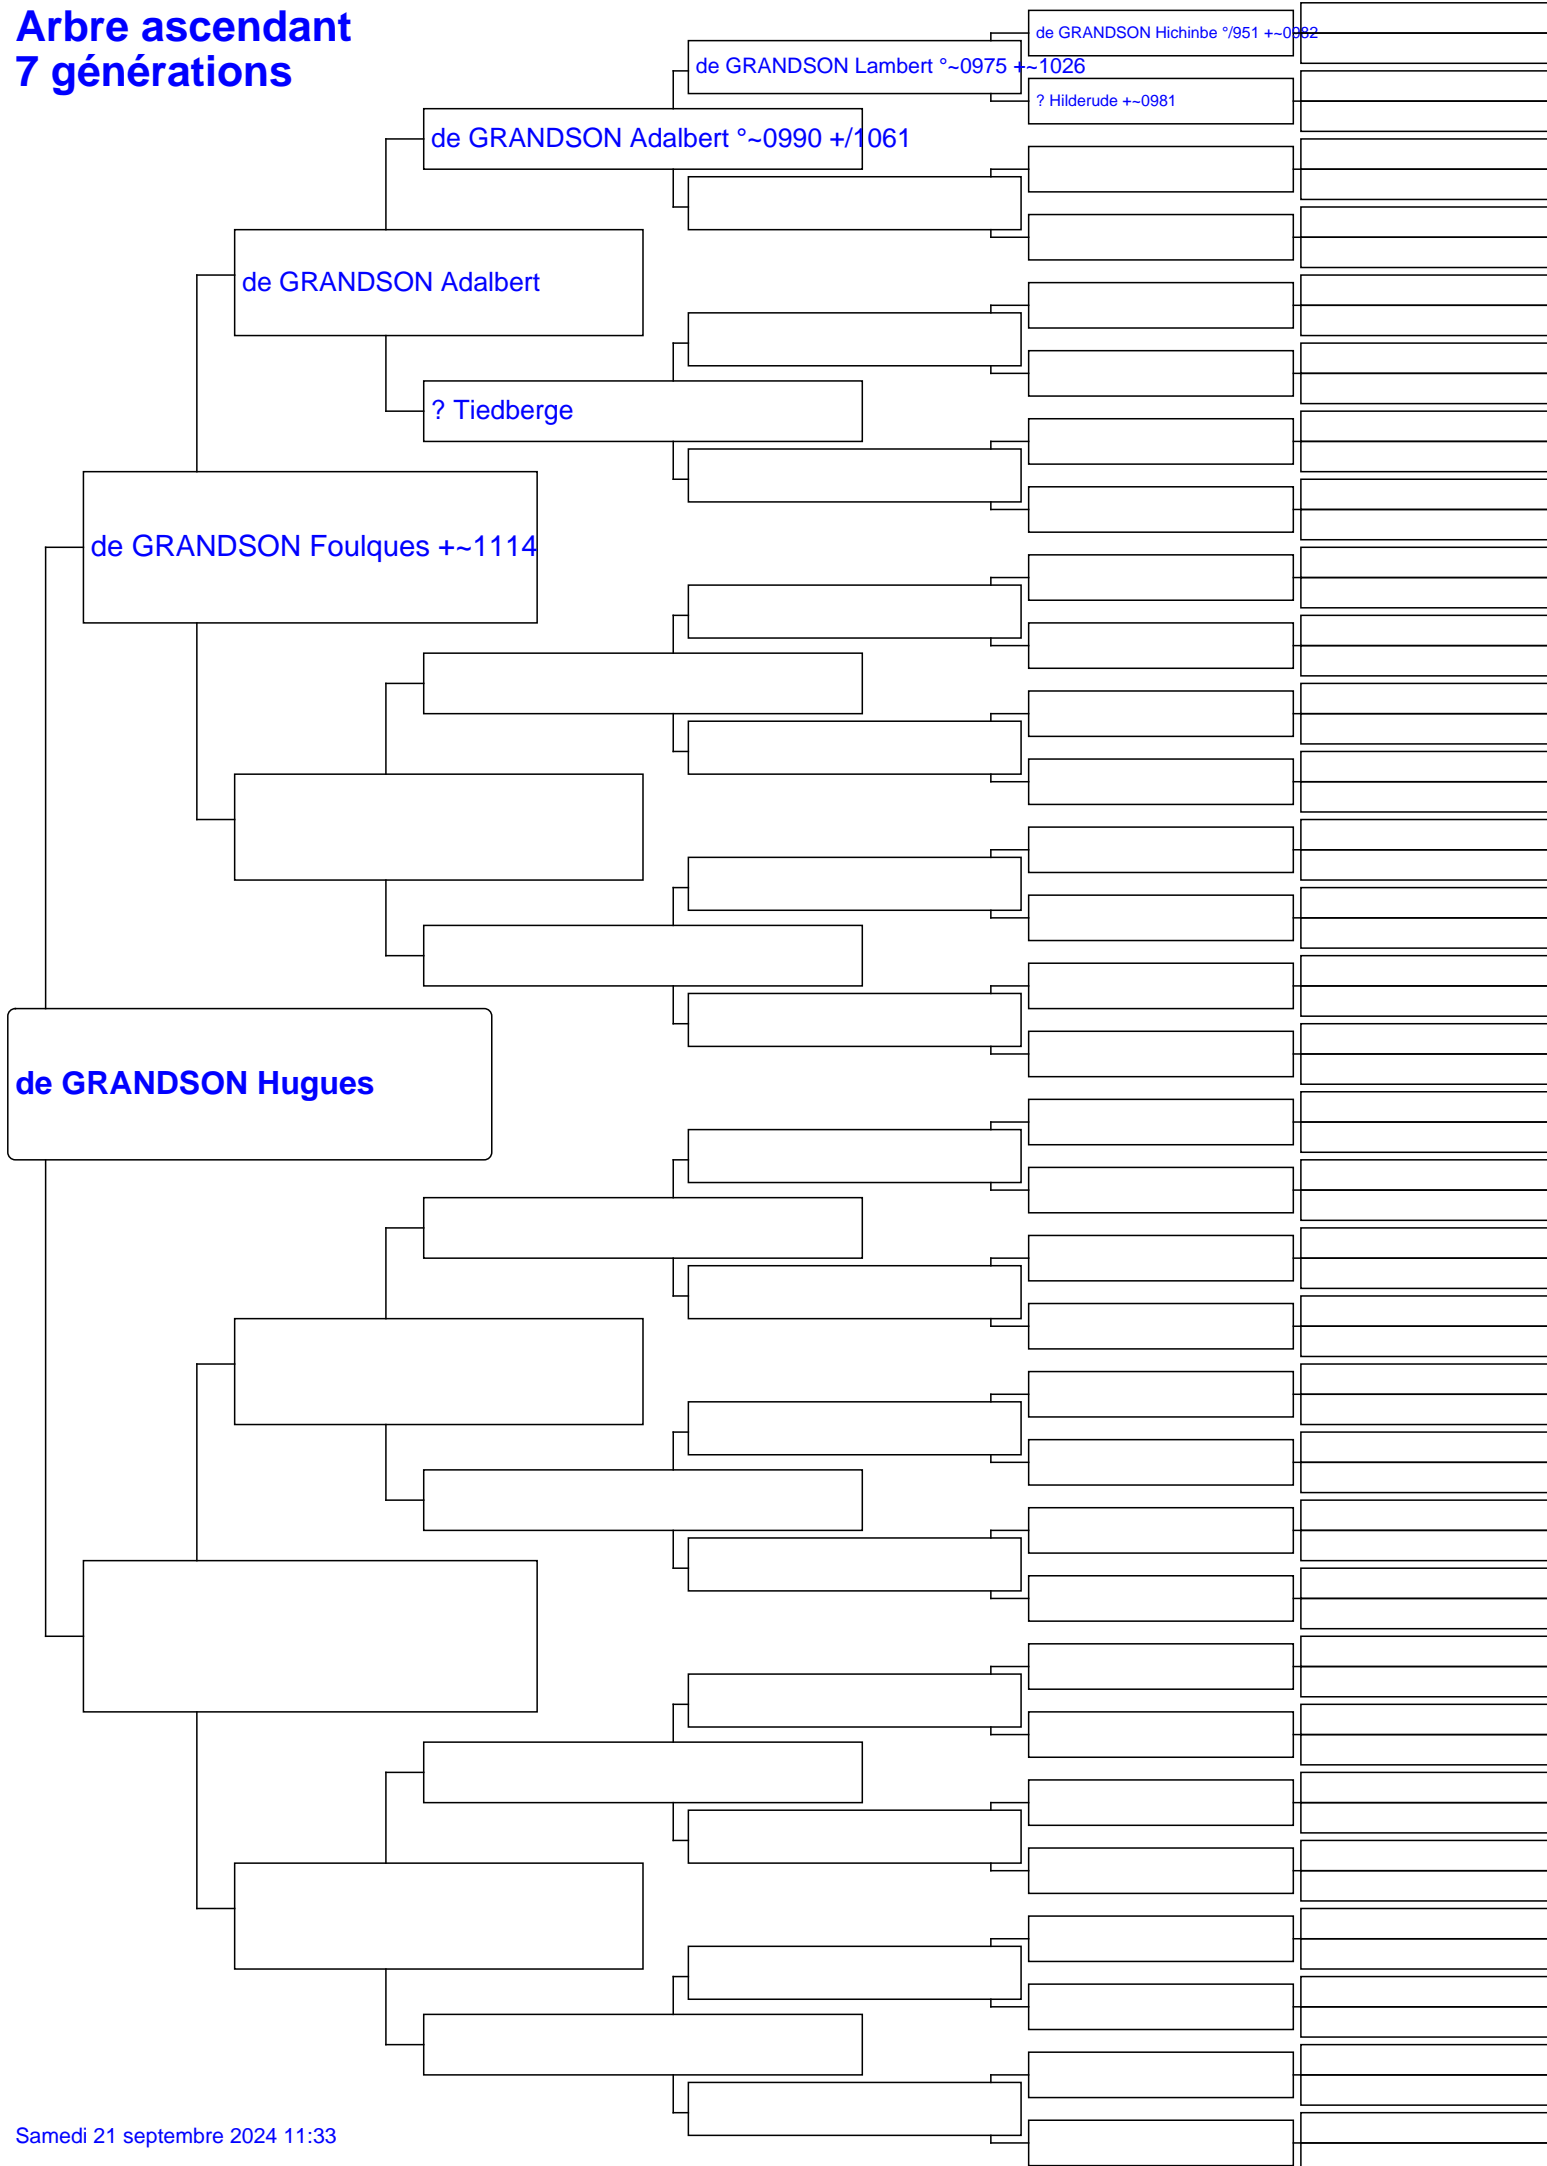 Arbre ascendant
7 générations
de GRANDSON Hichinbe °/951 +~0982
de GRANDSON Lambert °~0975 +~1026
? Hilderude +~0981
de GRANDSON Adalbert °~0990 +/1061
de GRANDSON Adalbert
? Tiedberge
de GRANDSON Foulques +~1114
de GRANDSON Hugues
Samedi 21 septembre 2024 11:33